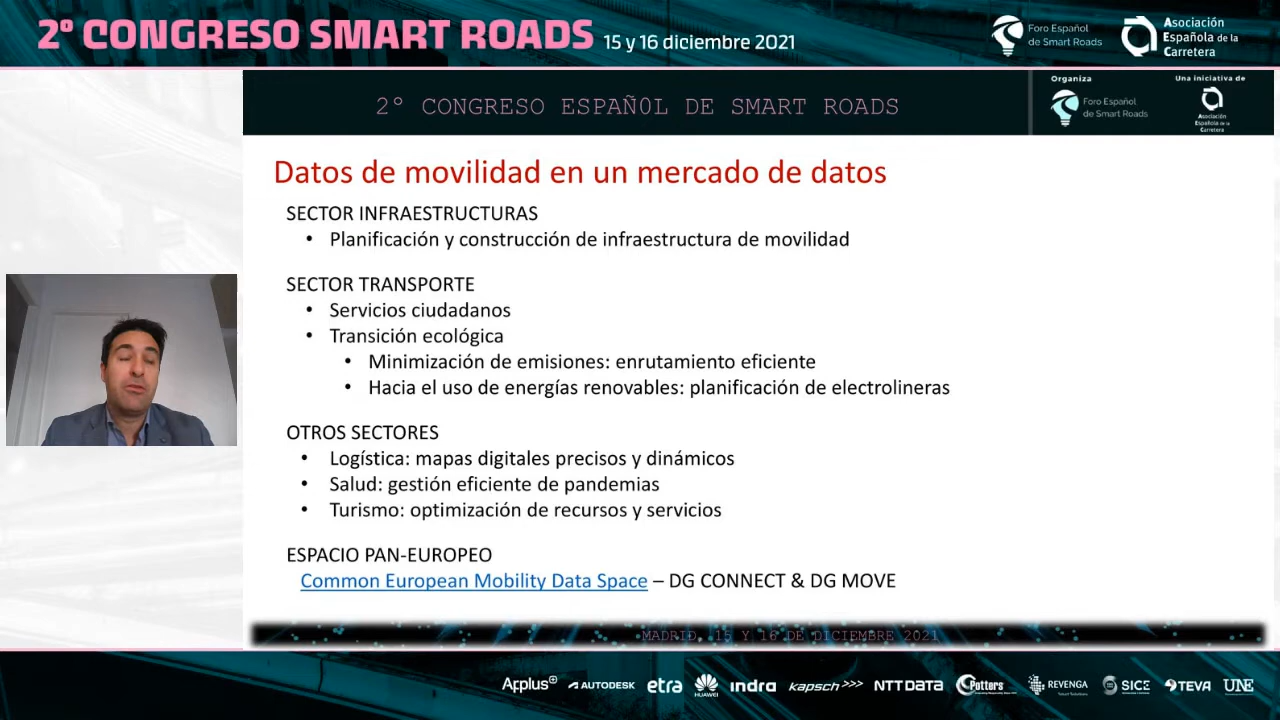 2º CONGRESO SMART ROADS 15 y 16 diciembre 2021
Foro Español
de Smart Roads
Asociación
Española de la
Carretera
2º CONGRESO ESPAÑ0L DE SMART ROADS
Organiza
Foro Español
de Smart Roads
Una iniciativa de
Asociación
Española de la
Carretera
Datos de movilidad en un mercado de datos
SECTOR INFRAESTRUCTURAS
• Planificación y construcción de infraestructura de movilidad
SECTOR TRANSPORTE
• Servicios ciudadanos
• Transición ecológica
• Minimización de emisiones: enrutamiento eficiente
• Hacia el uso de energías renovables: planificación de electrolineras
OTROS SECTORES
• Logística: mapas digitales precisos y dinámicos
• Salud: gestión eficiente de pandemias
• Turismo: optimización de recursos y servicios
ESPACIO PAN-EUROPEO
Common European Mobility Data Space – DG CONNECT & DG MOVE
MADRID, 15 Y 16 DE DICIEMBRE 2021
Applus+ AUTODESK etra HUAWEI indra kapsch >>> NTT DATA Potters REVENGA SICE TEVA UNE